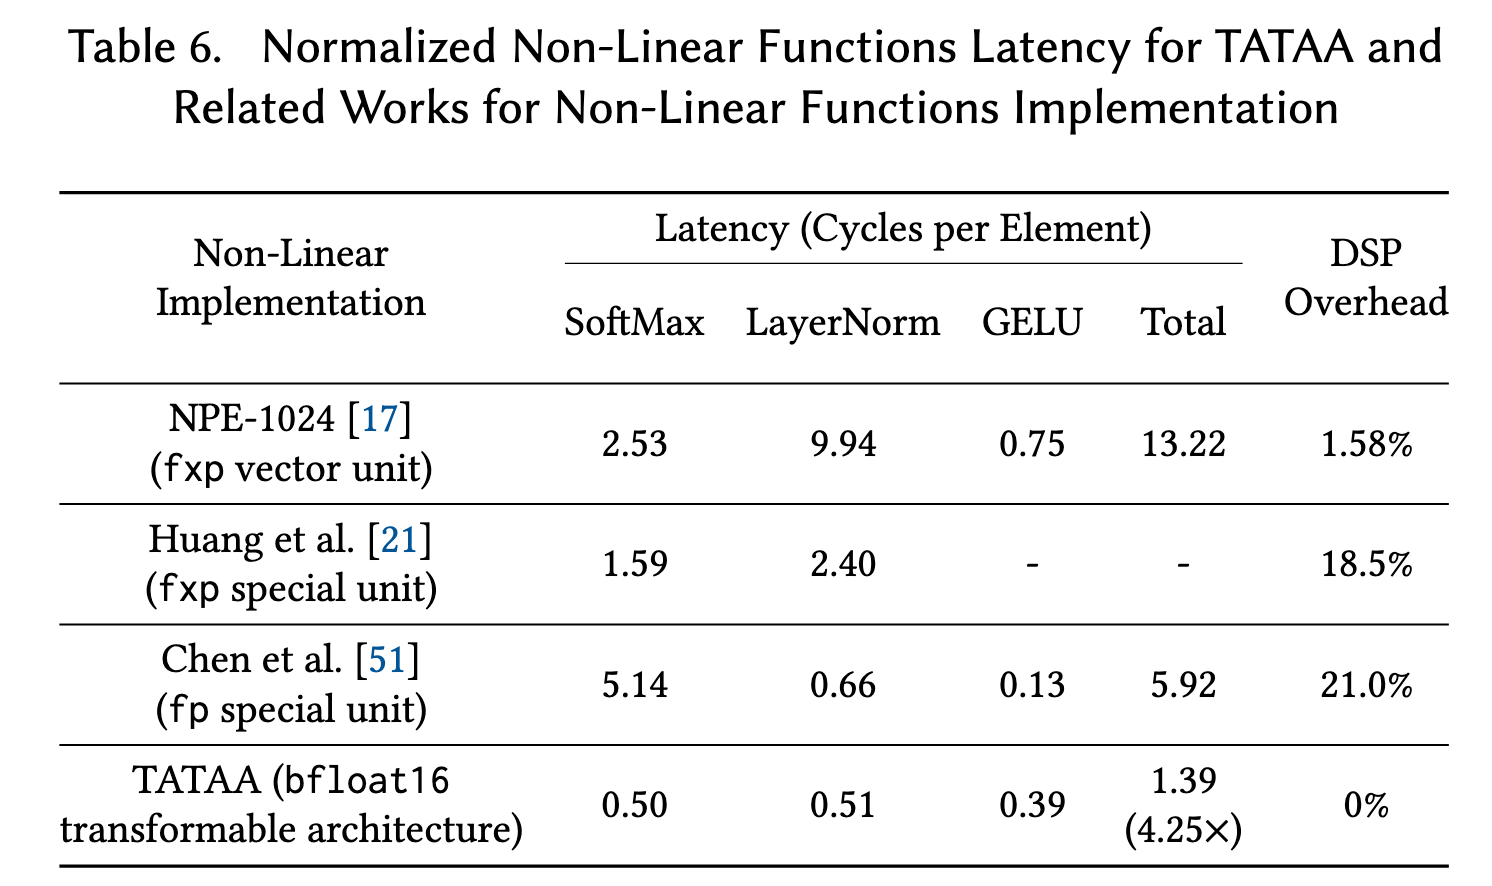 Table 6. Normalized Non-Linear Functions Latency for TATAA and
Related Works for Non-Linear Functions Implementation
Non-Linear
Implementation
Latency (Cycles per Element)
DSP
Overhead
SoftMax LayerNorm GELU Total
NPE-1024 [17]
(fxp vector unit)
2.53 9.94 0.75 13.22 1.58%
Huang et al. [21]
(fxp special unit)
1.59 2.40 - - 18.5%
Chen et al. [51]
(fp special unit)
5.14 0.66 0.13 5.92 21.0%
TATAA (bfloat16
transformable architecture)
0.50 0.51 0.39 1.39
(4.25×)
0%